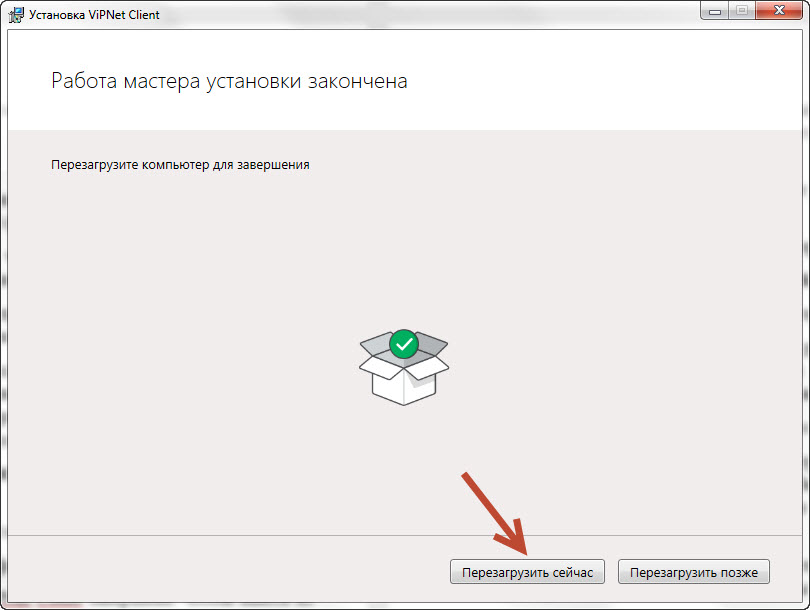 Установка ViPNet Client
Работа мастера установки закончена
Перезагрузите компьютер для завершения
Перезагрузить сейчас
Перезагрузить позже